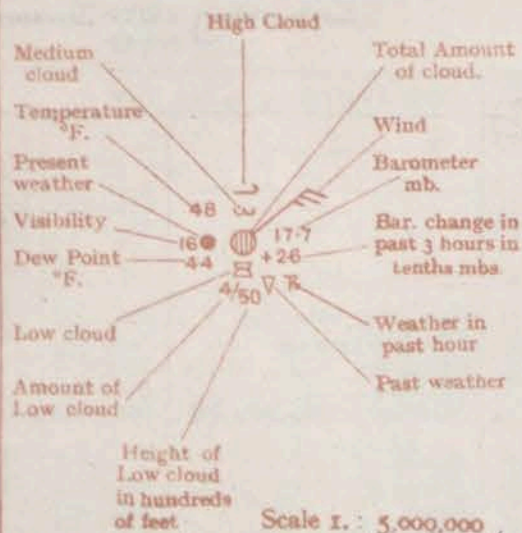 High Cloud
Medium
cloud
Total Amount
of cloud.
Temperature
°F.
Wind
Present
weather
Barometer
mb.
48
Visibility
16
17.7
Bar. change in
past 3 hours in
tenths mbs.
Dew Point
°F.
44
+26
4/50
Low cloud
Weather in
past hour
Amount of
Low cloud
Past weather
Height of
Low cloud
in hundreds
of feet
Scale 1.: 5,000,000.